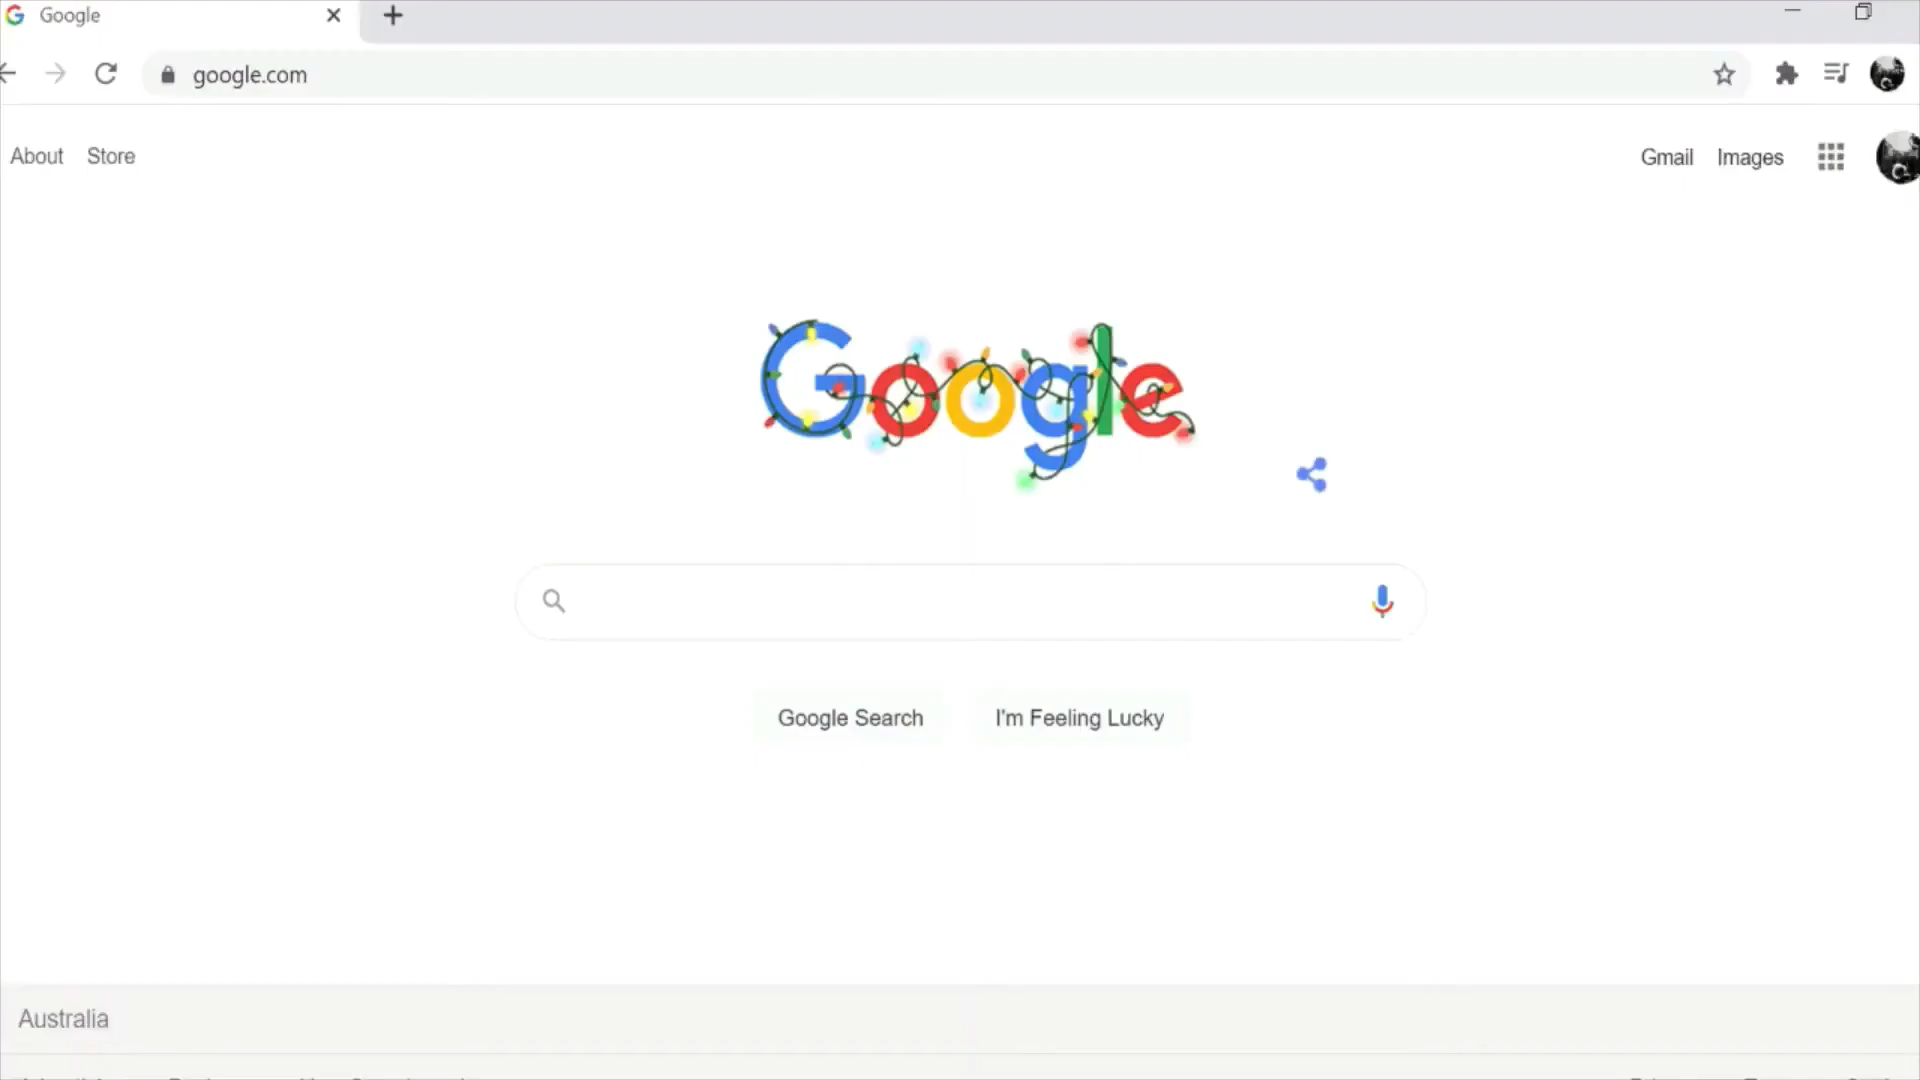 Google
google.com
About Store
Gmail Images
Google
Google Search I'm Feeling Lucky
Australia